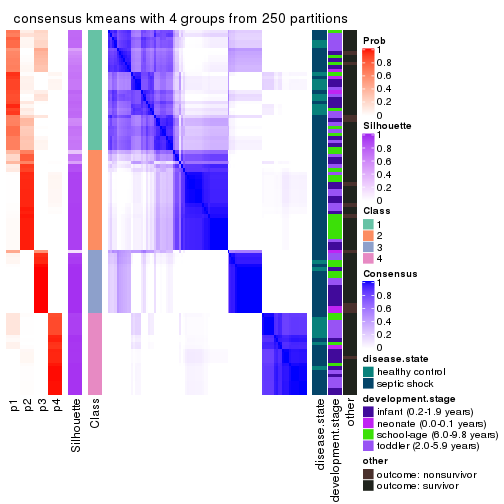 consensus kmeans with 4 groups from 250 partitions
Prob
1
0.8
0.6
0.4
0.2
0
Silhouette
1
0.8
0.6
0.4
0.2
0
Class
1
2
3
4
Consensus
1
0.8
0.6
0.4
0.2
0
disease.state
healthy control
septic shock
development.stage
infant (0.2-1.9 years)
neonate (0.0-0.1 years)
school-age (6.0-9.8 years)
toddler (2.0-5.9 years)
other
outcome: nonsurvivor
outcome: survivor
p1
p2
p3
p4
Silhouette
Class
disease.state
development.stage
other